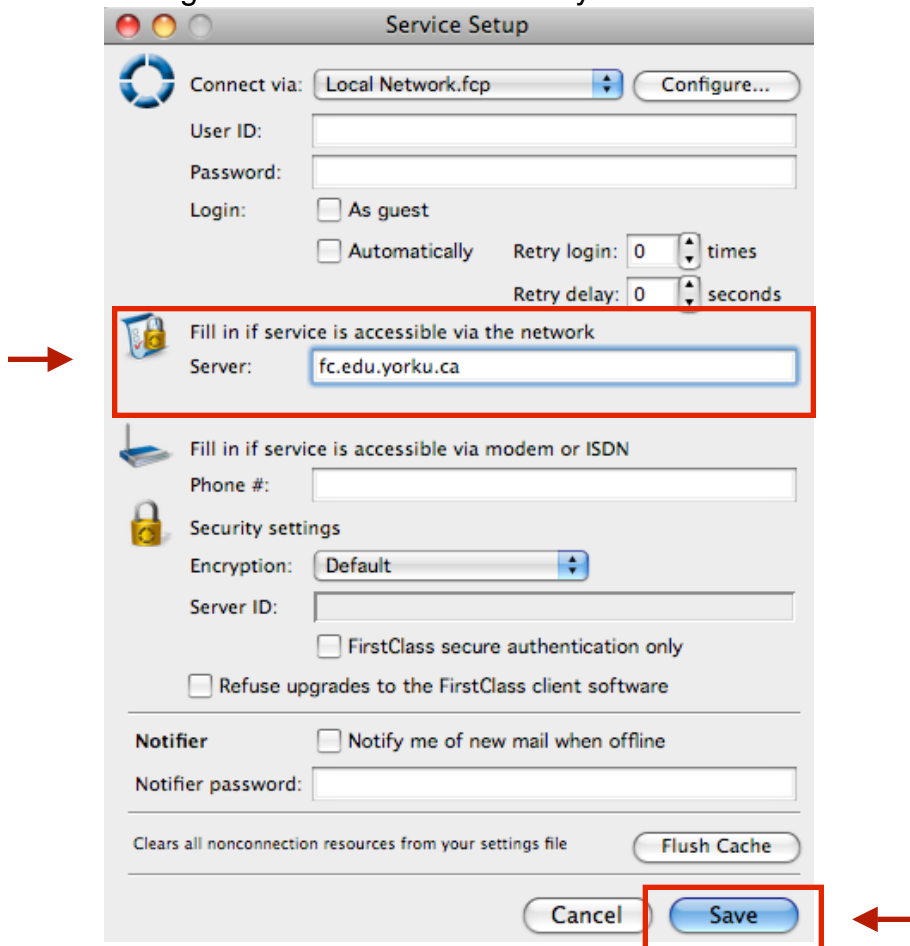 Service Setup
Connect via: Local Network.fcp Configure...
User ID:
Password:
Login: As guest
Automatically Retry login: 0 times
Retry delay: 0 seconds
Fill in if service is accessible via the network
Server: fc.edu.yorku.ca
Fill in if service is accessible via modem or ISDN
Phone #:
Security settings
Encryption: Default
Server ID:
FirstClass secure authentication only
Refuse upgrades to the FirstClass client software
Notifier Notify me of new mail when offline
Notifier password:
Clears all nonconnection resources from your settings file Flush Cache
Cancel Save